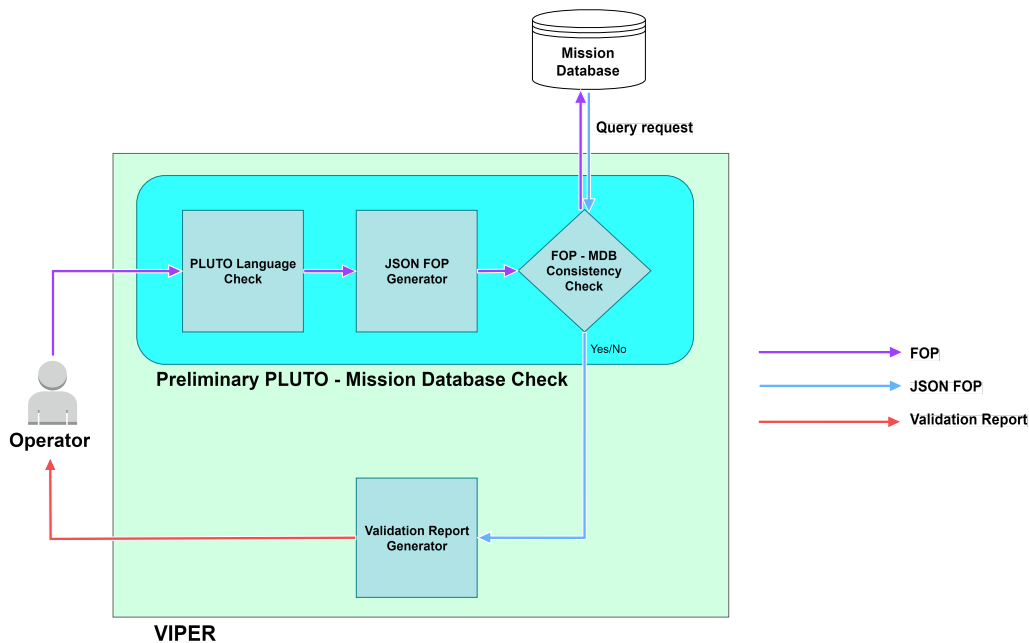 Mission
Database
Query request
PLUTO Language
Check
JSON FOP
Generator
FOP - MDB
Consistency
Check
Yes/No
Preliminary PLUTO - Mission Database Check
FOP
JSON FOP
Validation Report
Operator
Validation Report
Generator
VIPER